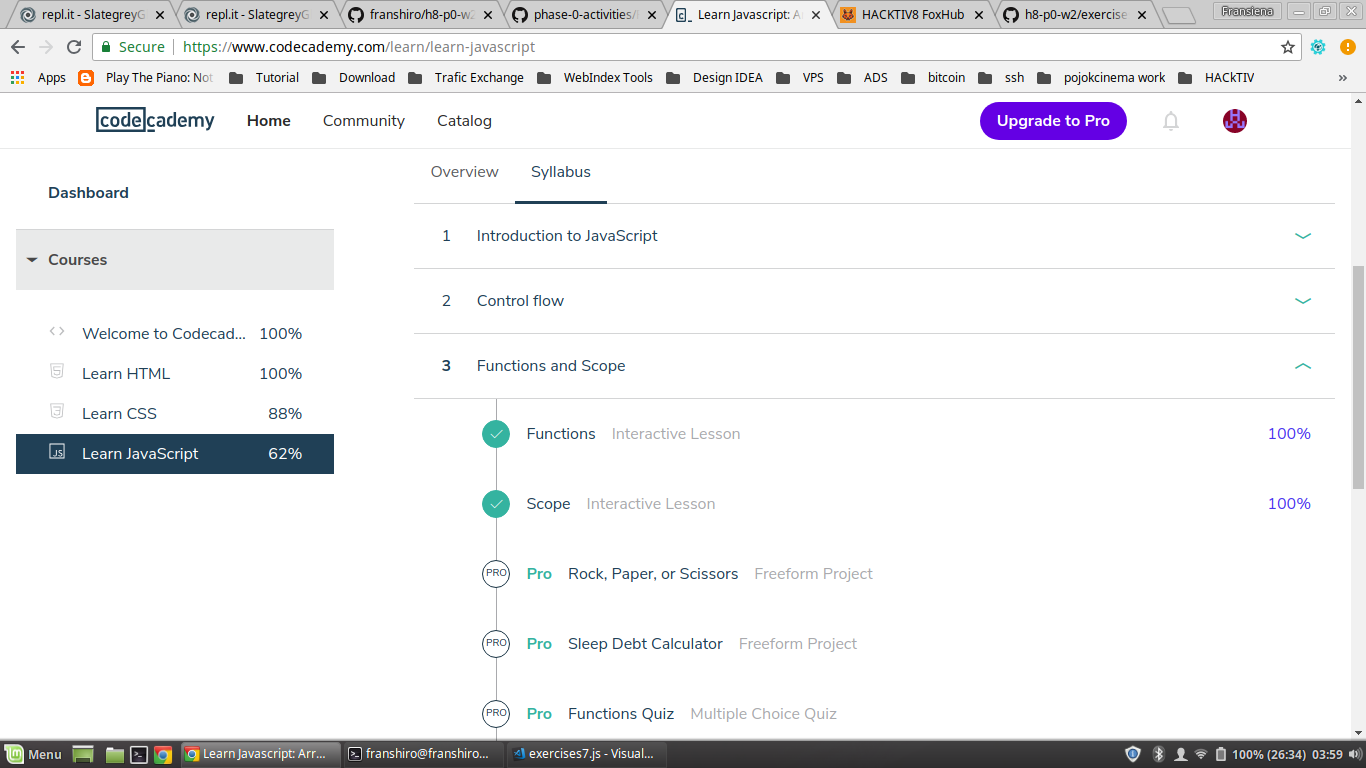 repl.it - SlategreyG
repl.it - SlategreyG
franshiro/h8-p0-w2
phase-0-activities/
Learn Javascript: Ar
HACKTIV8 FoxHub
h8-p0-w2/exercise
Fransiena
Secure
https://www.codecademy.com/learn/learn-javascript
Apps
Play The Piano: Not
Tutorial
Download
Trafic Exchange
WebIndex Tools
Design IDEA
VPS
ADS
bitcoin
ssh
pojokcinema work
HACkTIV
»
codecademy
Home
Community
Catalog
Upgrade to Pro
Dashboard
Courses
Welcome to Codecad... 100%
Learn HTML 100%
Learn CSS 88%
Learn JavaScript 62%
Overview
Syllabus
1 Introduction to JavaScript
2 Control flow
3 Functions and Scope
Functions Interactive Lesson 100%
Scope Interactive Lesson 100%
PRO Pro Rock, Paper, or Scissors Freeform Project
PRO Pro Sleep Debt Calculator Freeform Project
PRO Pro Functions Quiz Multiple Choice Quiz
Menu
Learn Javascript: Arr...
franshiro@franshiro...
exercises7.js - Visual...
100% (26:34) 03:59